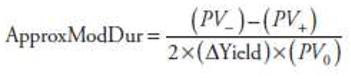 ApproxModDur = (PV₋)−(PV₊) / 2×(ΔYield)×(PV₀)